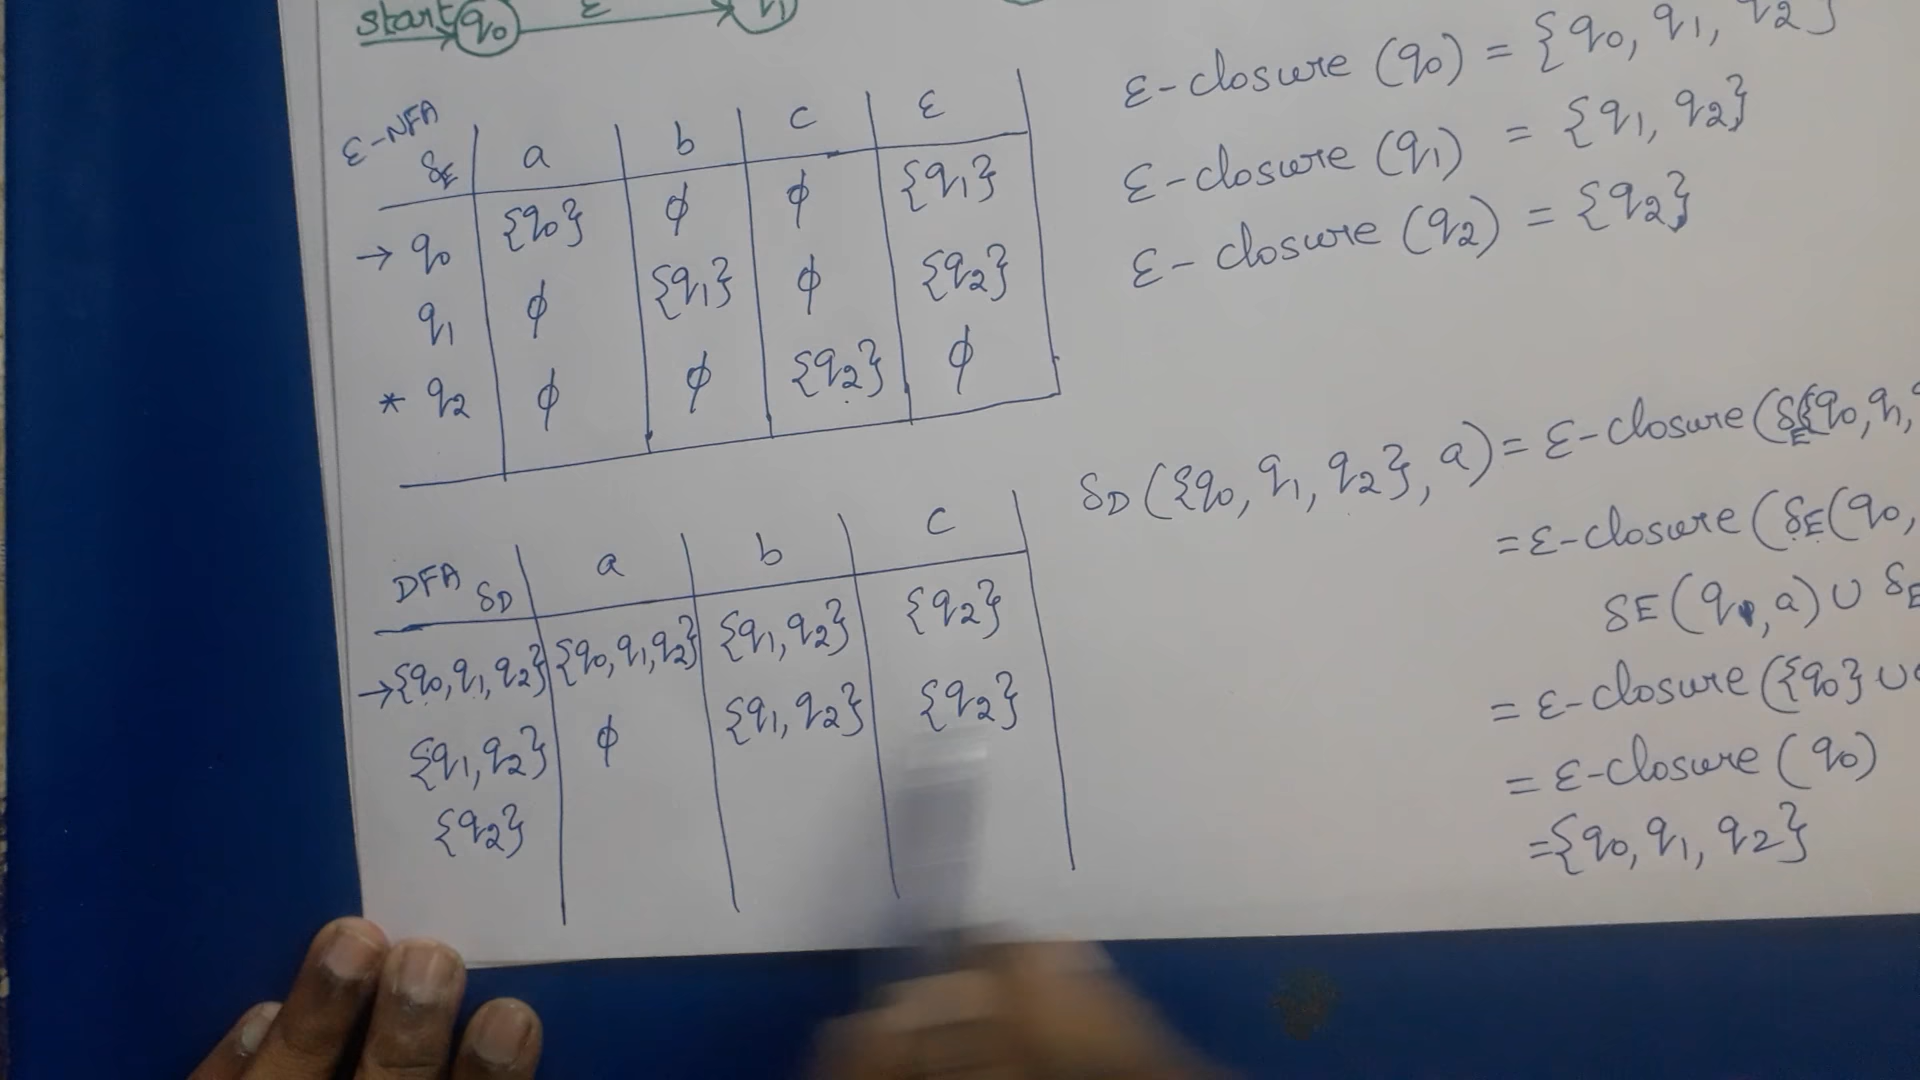 start q0 ε q1
ε-NFA
δE a b c ε
→ q0 {q0} φ φ {q1}
q1 φ {q1} φ {q2}
* q2 φ φ {q2} φ
DFA δD a b c
→{q0, q1, q2} {q0, q1, q2} {q1, q2} {q2}
{q1, q2} φ {q1, q2} {q2}
{q2}
ε-closure (q0) = {q0, q1, q2}
ε-closure (q1) = {q1, q2}
ε-closure (q2) = {q2}
δD ({q0, q1, q2}, a) = ε-closure (δE{q0, q1,
= ε-closure (δE(q0,
δE(q1, a) ∪ δE
= ε-closure ({q0} ∪
= ε-closure (q0)
= {q0, q1, q2}